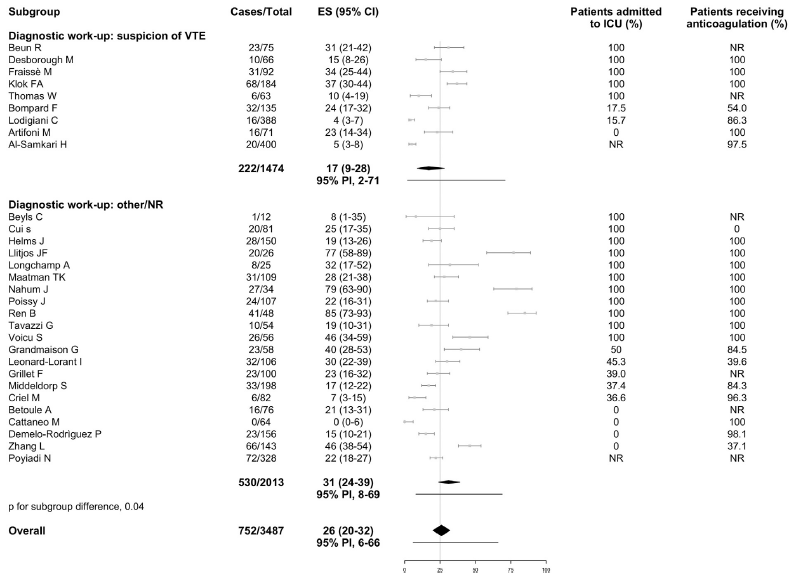 Subgroup Cases/Total ES (95% CI) Patients admitted to ICU (%) Patients receiving anticoagulation (%)
Diagnostic work-up: suspicion of VTE
Beun R 23/75 31 (21-42) 100 NR
Desborough M 10/66 15 (8-26) 100 100
Fraissè M 31/92 34 (25-44) 100 100
Klok FA 68/184 37 (30-44) 100 100
Thomas W 6/63 10 (4-19) 100 NR
Bompard F 32/135 24 (17-32) 17.5 54.0
Lodigiani C 16/388 4 (3-7) 15.7 86.3
Artifoni M 16/71 23 (14-34) 0 100
Al-Samkari H 20/400 5 (3-8) NR 97.5
222/1474 17 (9-28)
95% PI, 2-71
Diagnostic work-up: other/NR
Beyls C 1/12 8 (1-35) 100 NR
Cui s 20/81 25 (17-35) 100 0
Helms J 28/150 19 (13-26) 100 100
Llitjos JF 20/26 77 (58-89) 100 100
Longchamp A 8/25 32 (17-52) 100 100
Maatman TK 31/109 28 (21-38) 100 100
Nahum J 27/34 79 (63-90) 100 100
Poissy J 24/107 22 (16-31) 100 100
Ren B 41/48 85 (73-93) 100 100
Tavazzi G 10/54 19 (10-31) 100 100
Voicu S 26/56 46 (34-59) 100 100
Grandmaison G 23/58 40 (28-53) 50 84.5
Leonard-Lorant I 32/106 30 (22-39) 45.3 39.6
Grillet F 23/100 23 (16-32) 39.0 NR
Middeldorp S 33/198 17 (12-22) 37.4 84.3
Criel M 6/82 7 (3-15) 36.6 96.3
Betoule A 16/76 21 (13-31) 0 NR
Cattaneo M 0/64 0 (0-6) 0 100
Demelo-Rodrìguez P 23/156 15 (10-21) 0 98.1
Zhang L 66/143 46 (38-54) 0 37.1
Poyiadi N 72/328 22 (18-27) NR NR
530/2013 31 (24-39)
95% PI, 8-69
p for subgroup difference, 0.04
Overall 752/3487 26 (20-32)
95% PI, 6-66
0 25 50 75 100